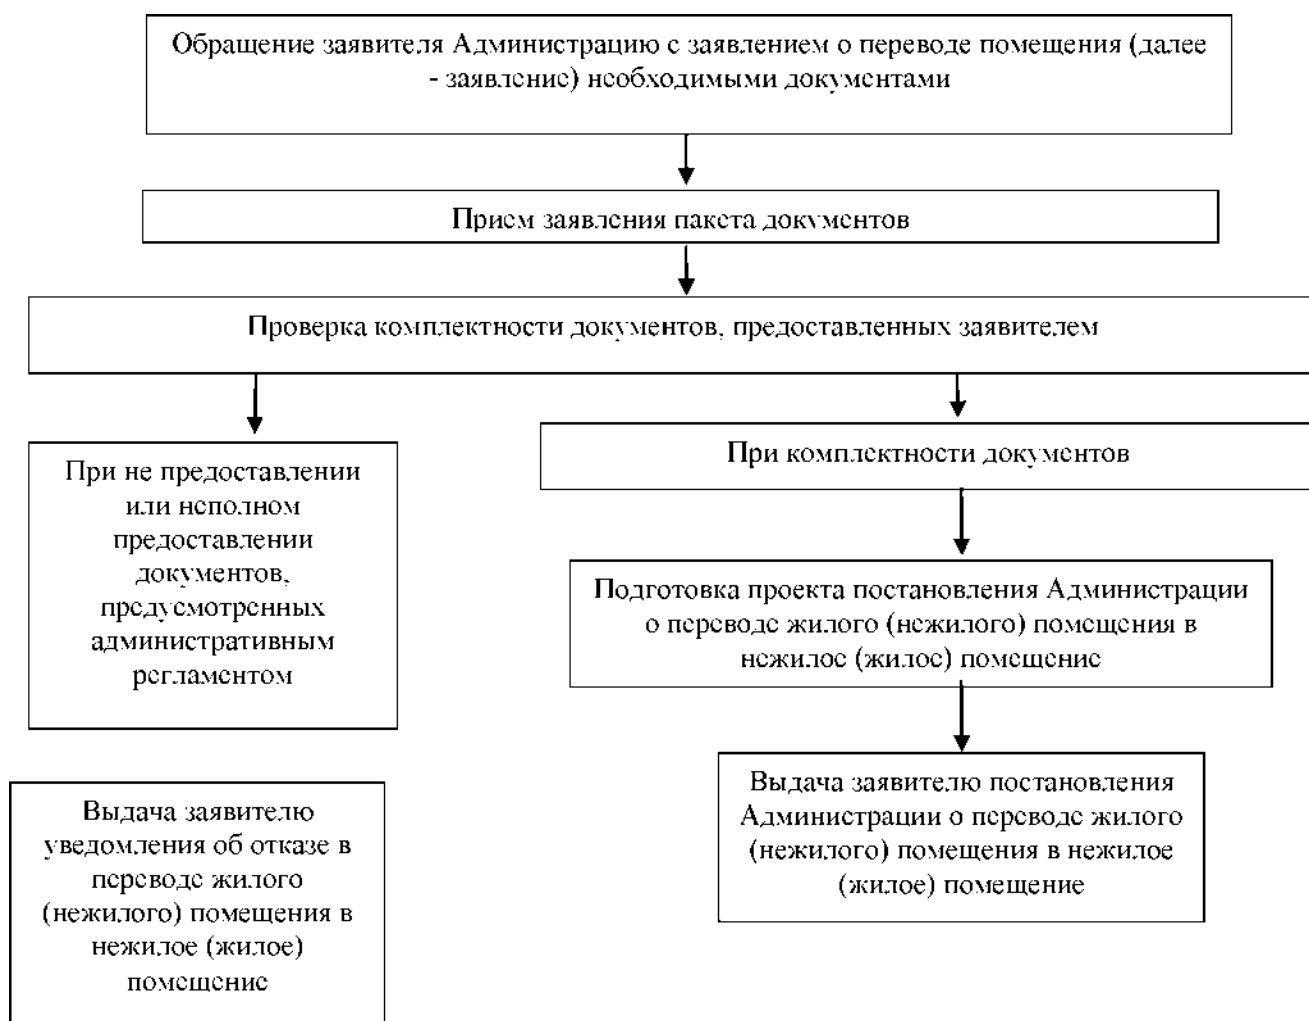 Обращение заявителя Администрацию с заявлением о переводе помещения (далее
- заявление) необходимыми документами
Прием заявления пакета документов
Проверка комплектности документов, предоставленных заявителем
При не предоставлении
или неполном
предоставлении
документов,
предусмотренных
административным
регламентом
При комплектности документов
Подготовка проекта постановления Администрации
о переводе жилого (нежилого) помещения в
нежилое (жилое) помещение
Выдача заявителю
уведомления об отказе в
переводе жилого
(нежилого) помещения в
нежилое (жилое)
помещение
Выдача заявителю постановления
Администрации о переводе жилого
(нежилого) помещения в нежилое
(жилое) помещение